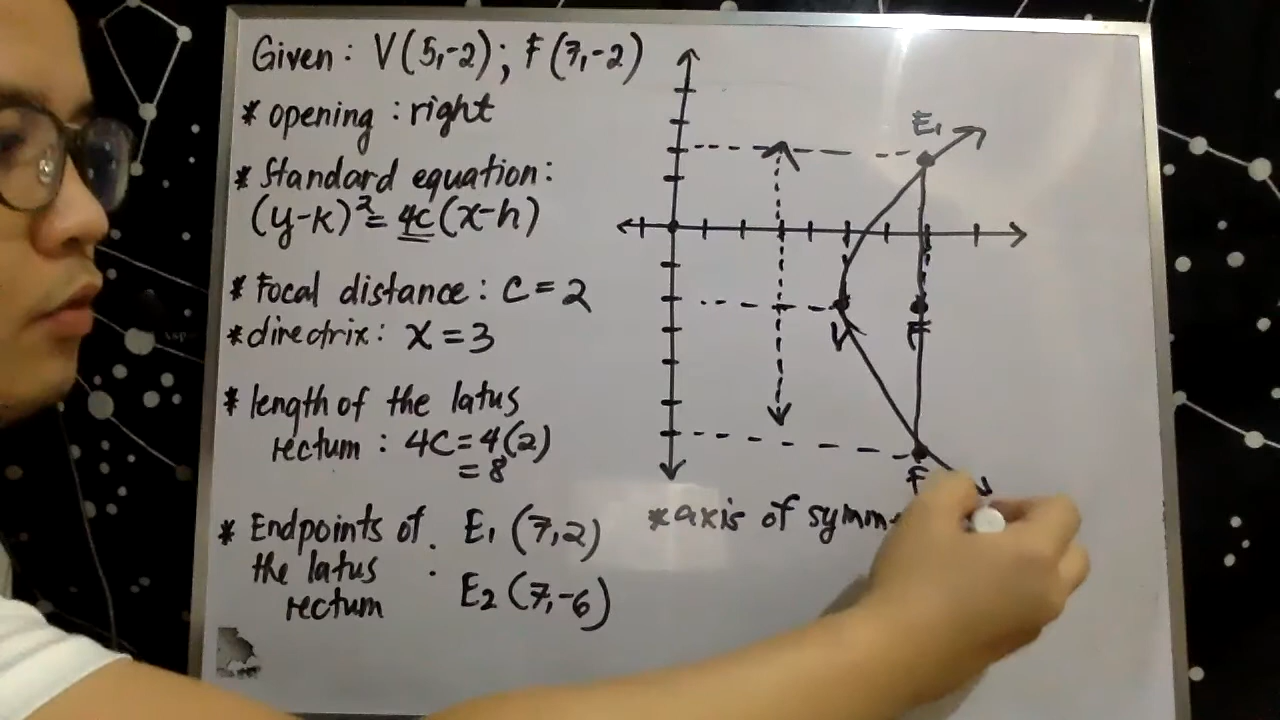 Given: V(5,-2); F(7,-2)
* opening : right
* Standard equation:
(y-k)²= 4c(x-h)
* Focal distance: c = 2
* directrix: x = 3
* length of the latus
rectum : 4c = 4(2)
= 8
* Endpoints of : E₁ (7,2)
the latus
rectum E₂ (7,-6)
E₁
V F
* axis of symm